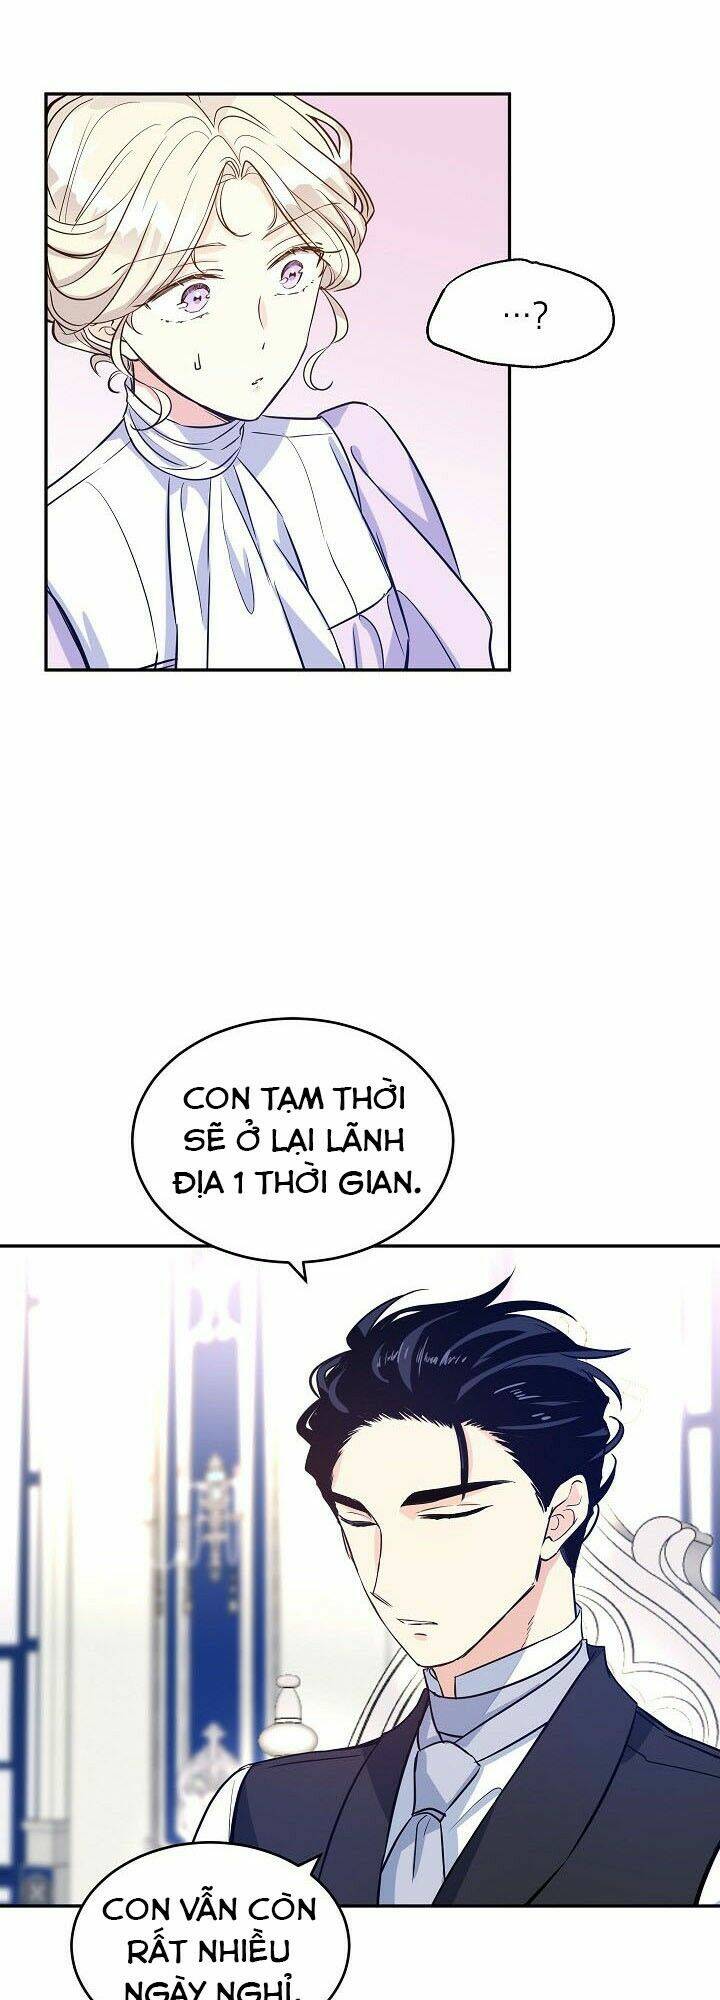 ...?
CON TẠM THỜI
SẼ Ở LẠI LÃNH
ĐỊA 1 THỜI GIAN.
CON VẪN CÒN
RẤT NHIỀU
NGÀY NGHỈ.